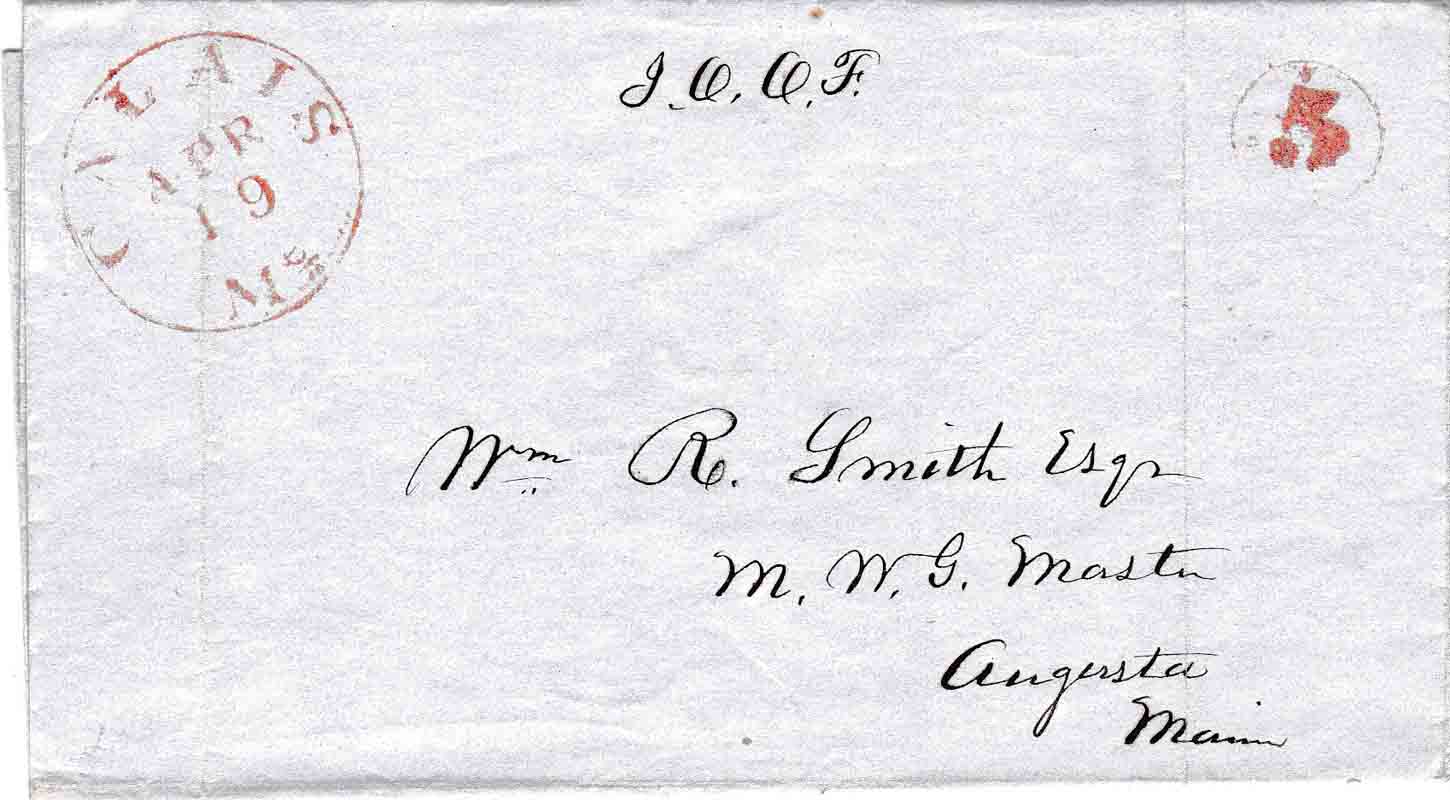 CALAIS
APR
19
Me
I.O.O.F.
5
Wm R. Smith Esqr
M. W. G. Master
Augusta
Maine